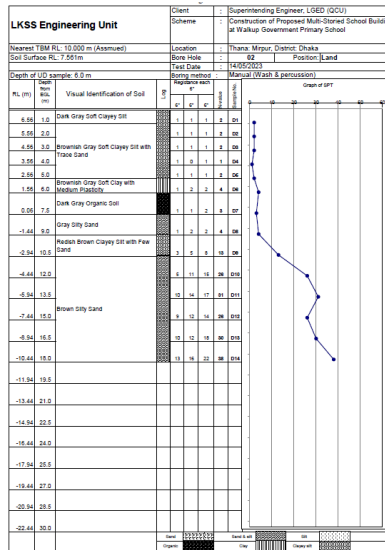 Client : Superintending Engineer, LGED (QCU)
LKSS Engineering Unit
Scheme : Construction of Proposed Multi-Storied School Buildi
at Walkup Government Primary School
Nearest TBM RL: 10.000 m (Assmued) Location : Thana: Mirpur, District: Dhaka
Soil Surface RL: 7.561m Bore Hole : 02 Position: Land
Test Date : 14/05/2023
Depth of UD sample: 6.0 m Boring method : Manual (Wash & percussion)
RL (m) Depth from EGL (m) Visual Identification of Soil Log Registance each 6" N-value Sample No. Graph of SPT
6" 6" 6"
6.56 1.0 Dark Gray Soft Clayey Silt 1 1 1 2 D1
5.56 2.0 1 1 1 2 D2
4.56 3.0 Brownish Gray Soft Clayey Silt with Trace Sand 1 1 1 2 D3
3.56 4.0 1 0 1 1 D4
2.56 5.0 1 1 1 2 D5
1.56 6.0 Brownish Gray Soft Clay with Medium Plasticity 1 2 2 4 D6
0.06 7.5 Dark Gray Organic Soil 1 1 2 3 D7
-1.44 9.0 Gray Silty Sand 1 2 2 4 D8
-2.94 10.5 Redish Brown Clayey Silt with Few Sand 3 5 8 13 D9
-4.44 12.0 6 11 15 26 D10
-5.94 13.5 Brown Silty Sand 10 14 17 31 D11
-7.44 15.0 9 12 14 26 D12
-8.94 16.5 10 12 18 30 D13
-10.44 18.0 13 16 22 38 D14
-11.94 19.5
-13.44 21.0
-14.94 22.5
-16.44 24.0
-17.94 25.5
-19.44 27.0
-20.94 28.5
-22.44 30.0
Sand Sand & silt Silt
Organic Clay Clayey silt